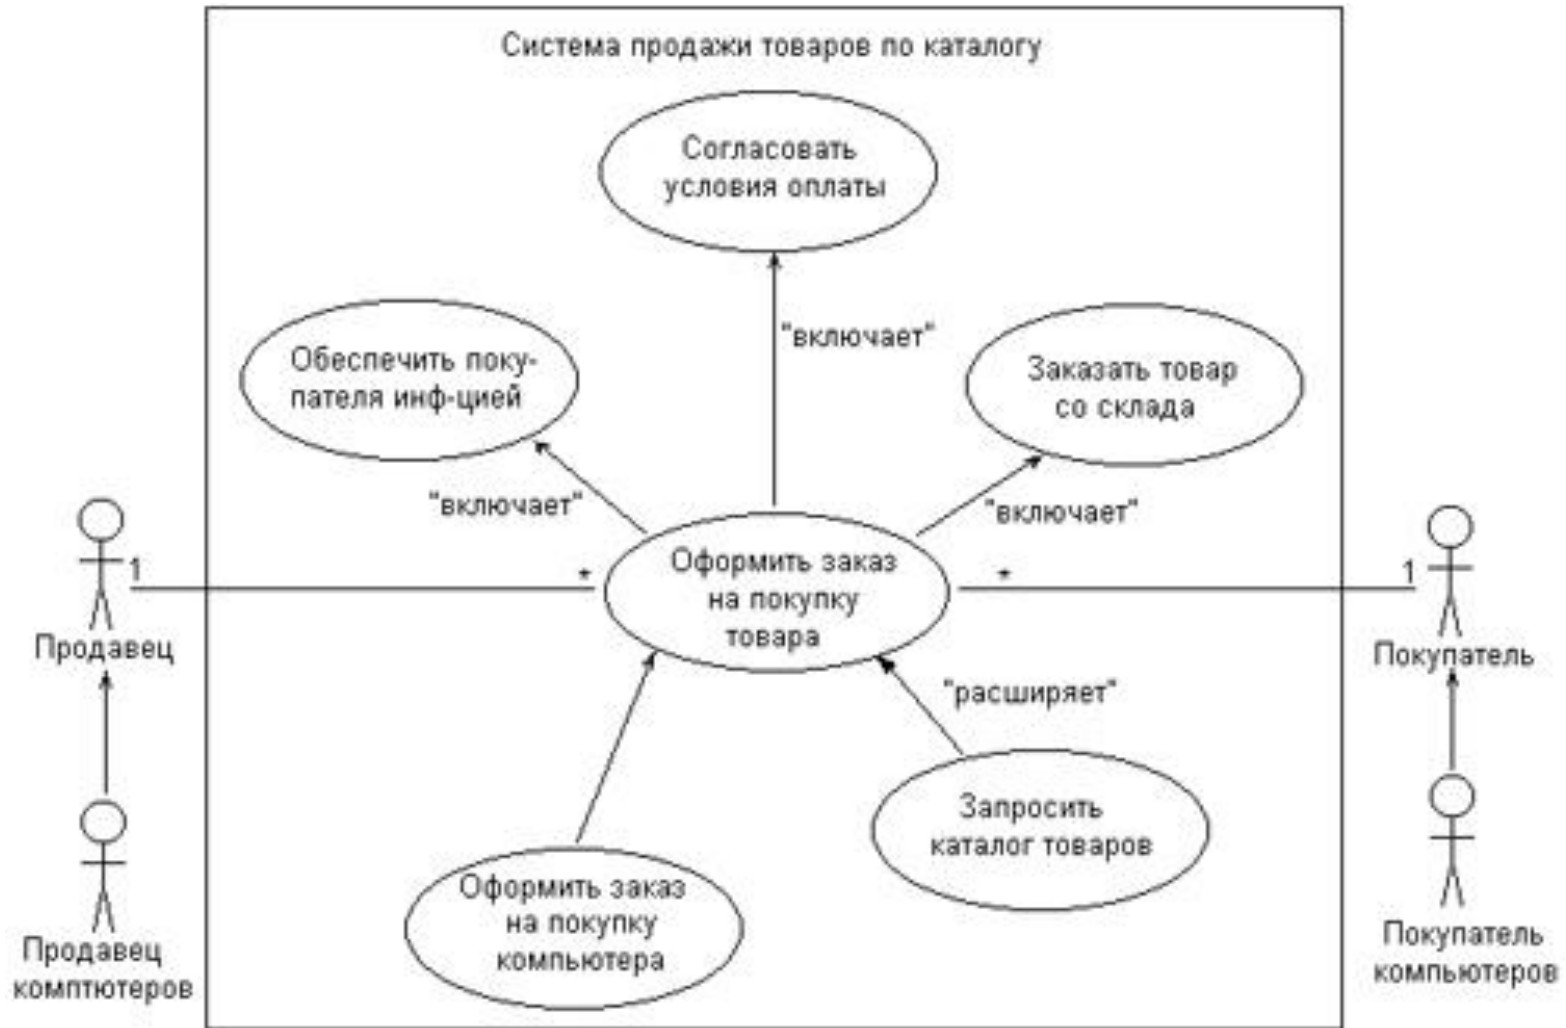 Система продажи товаров по каталогу
Согласовать
условия оплаты
"включает"
Обеспечить поку-
пателя инф-цией
Заказать товар
со склада
"включает"
"включает"
1
*
Оформить заказ
на покупку
товара
*
1
Продавец
Покупатель
"расширяет"
Запросить
каталог товаров
Оформить заказ
на покупку
компьютера
Продавец
комптютеров
Покупатель
компьютеров